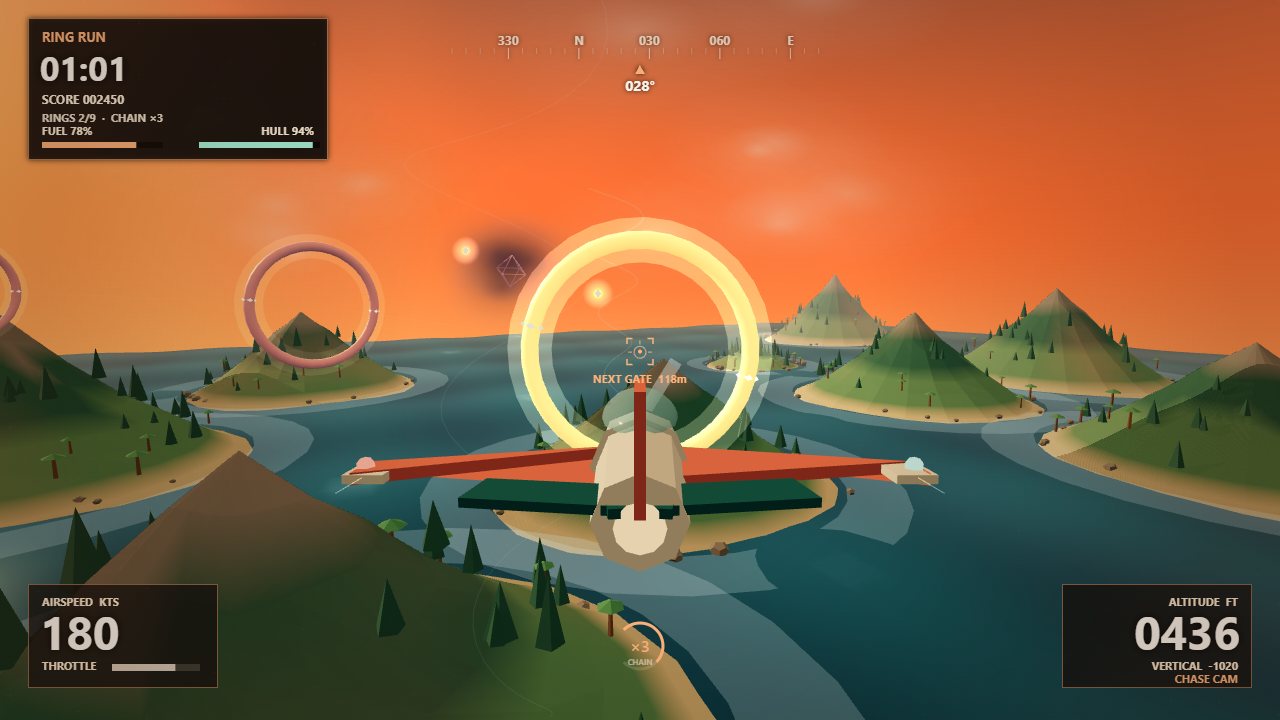 RING RUN
01:01
SCORE 002450
RINGS 2/9 · CHAIN ×3
FUEL 78% HULL 94%
330 N 030 060 E
028°
NEXT GATE 118m
×3
CHAIN
AIRSPEED KTS
180
THROTTLE
ALTITUDE FT
0436
VERTICAL -1020
CHASE CAM